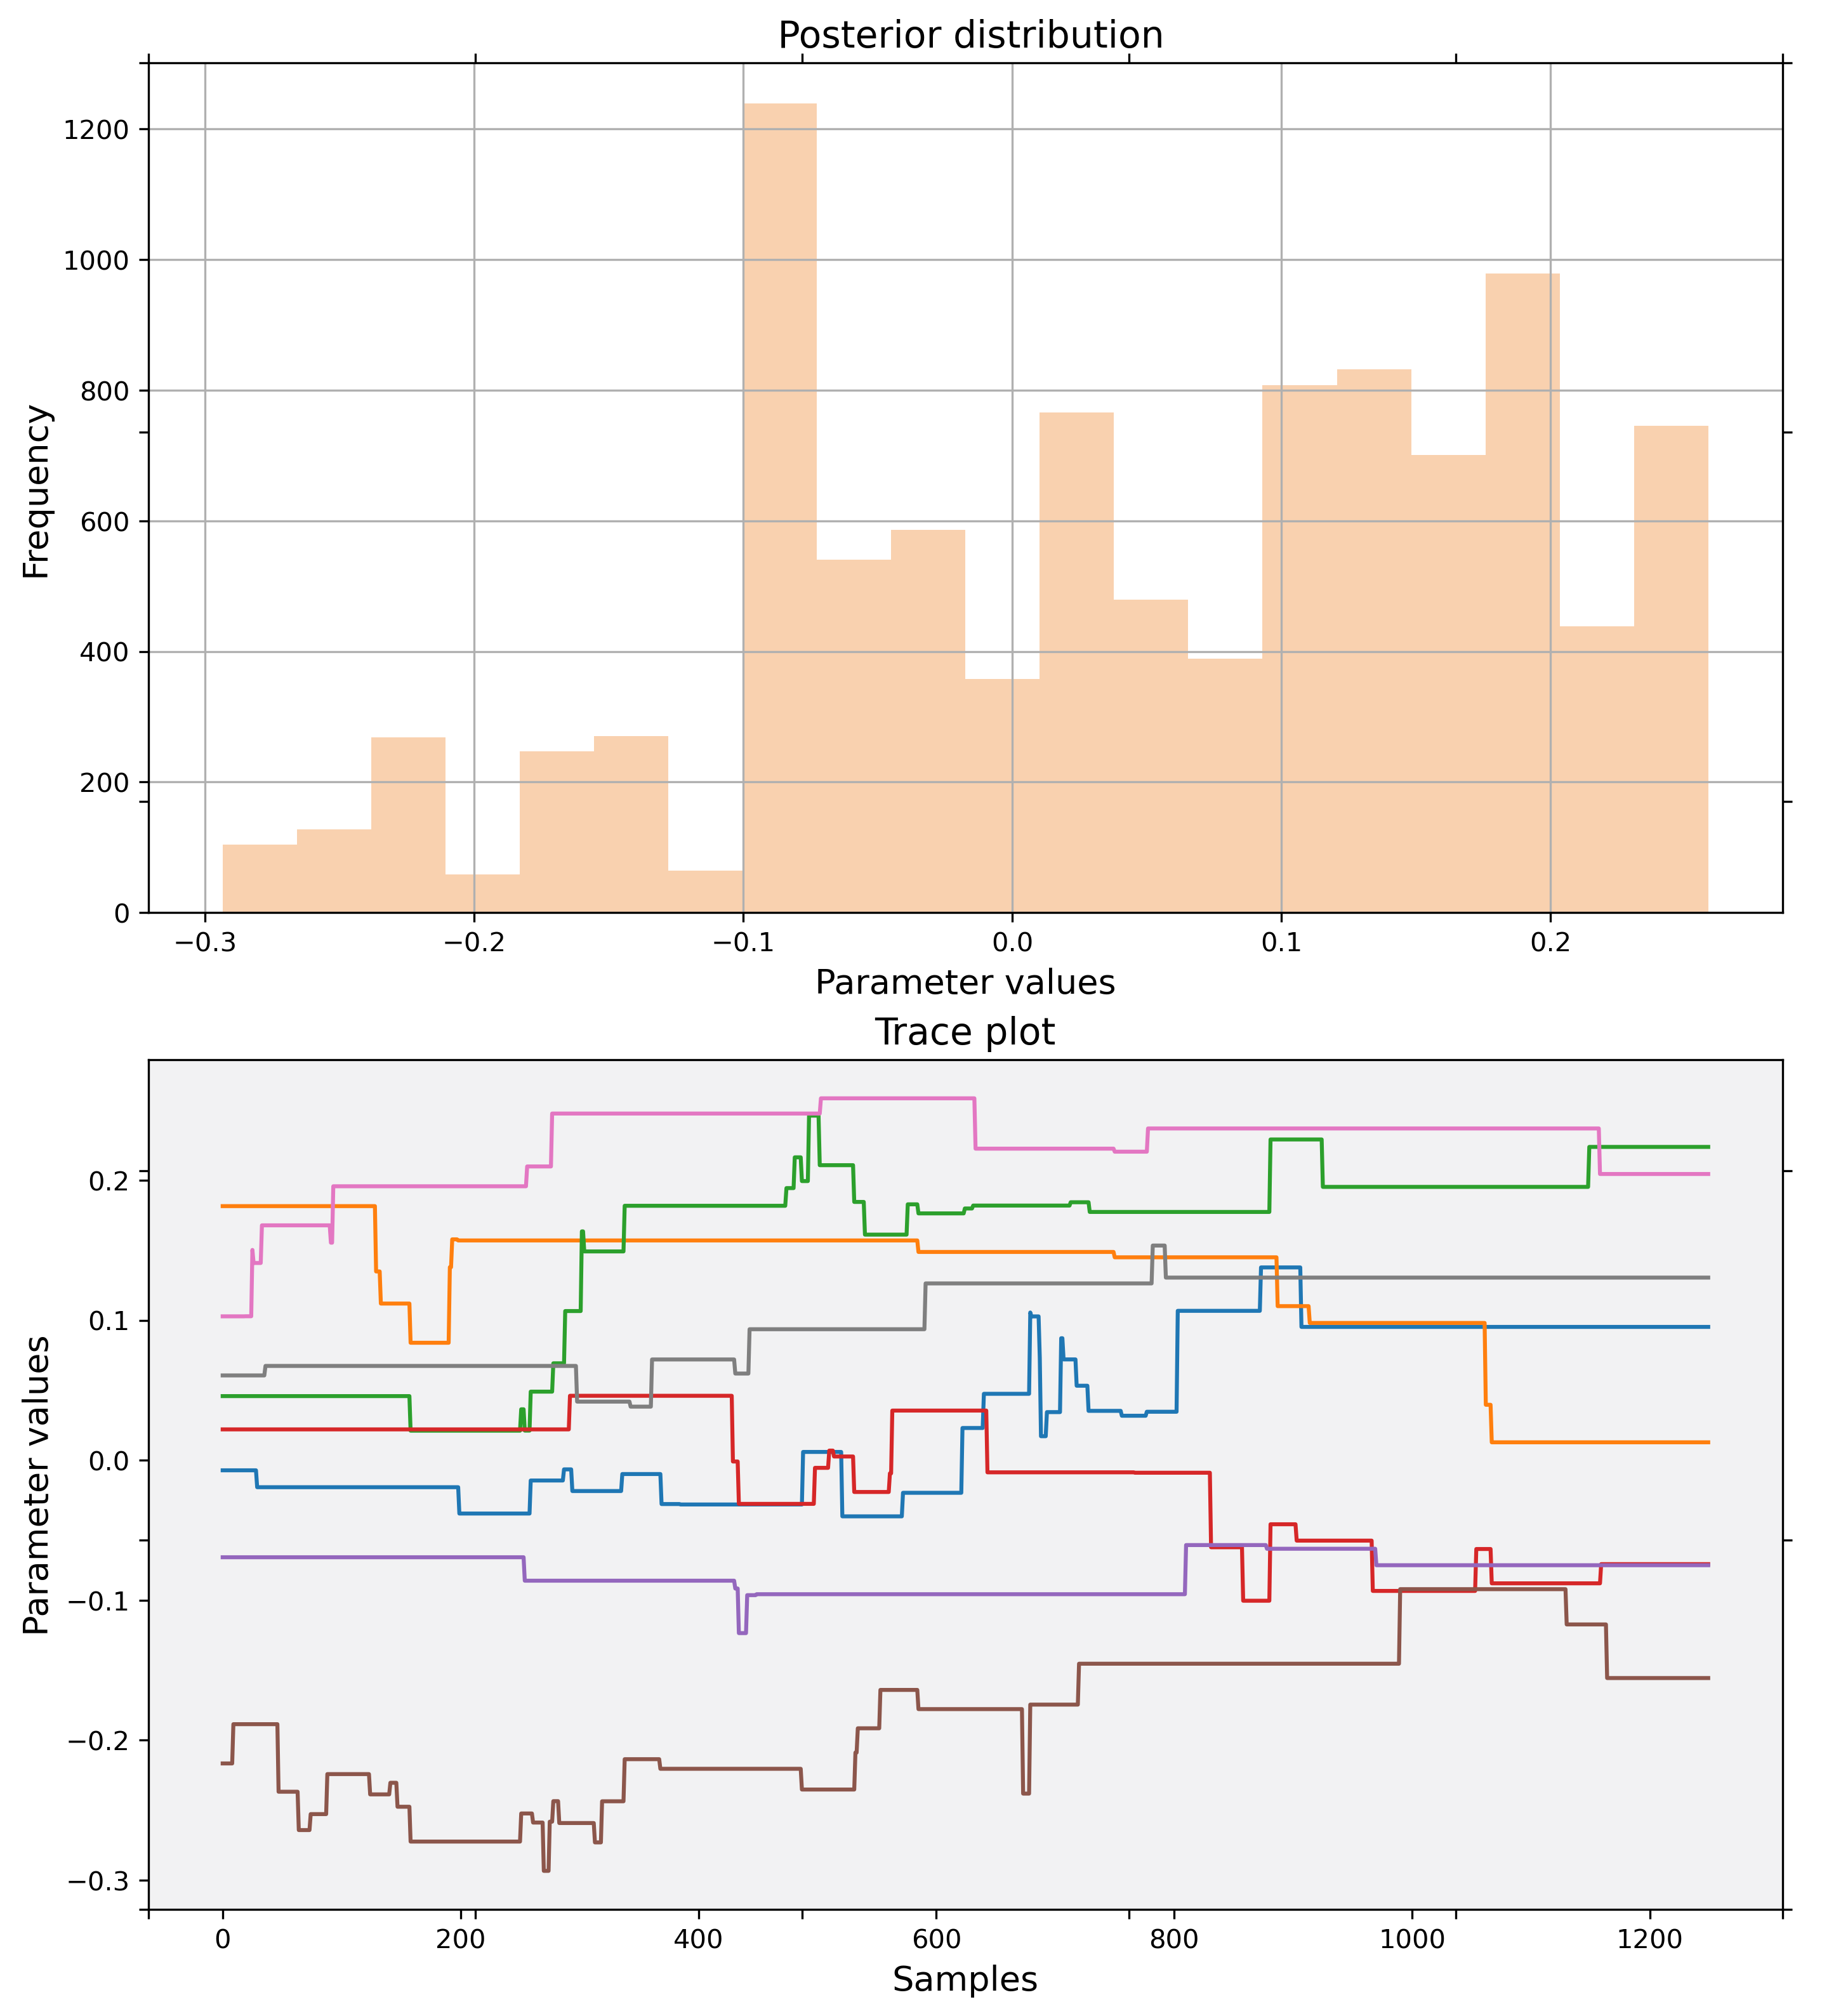 Posterior distribution
1200
1000
800
600
400
200
0
Frequency
−0.3 −0.2 −0.1 0.0 0.1 0.2
Parameter values
Trace plot
0.2
0.1
0.0
−0.1
−0.2
−0.3
Parameter values
0 200 400 600 800 1000 1200
Samples